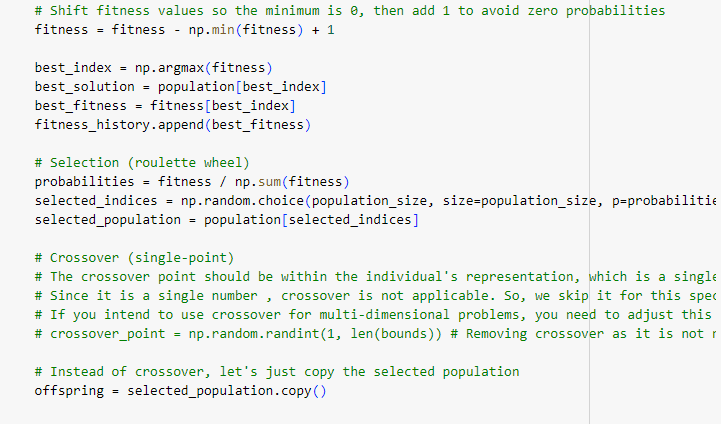 # Shift fitness values so the minimum is 0, then add 1 to avoid zero probabilities
fitness = fitness - np.min(fitness) + 1
best_index = np.argmax(fitness)
best_solution = population[best_index]
best_fitness = fitness[best_index]
fitness_history.append(best_fitness)
# Selection (roulette wheel)
probabilities = fitness / np.sum(fitness)
selected_indices = np.random.choice(population_size, size=population_size, p=probabilitie
selected_population = population[selected_indices]
# Crossover (single-point)
# The crossover point should be within the individual's representation, which is a single
# Since it is a single number , crossover is not applicable. So, we skip it for this spec
# If you intend to use crossover for multi-dimensional problems, you need to adjust this
# crossover_point = np.random.randint(1, len(bounds)) # Removing crossover as it is not
# Instead of crossover, let's just copy the selected population
offspring = selected_population.copy()